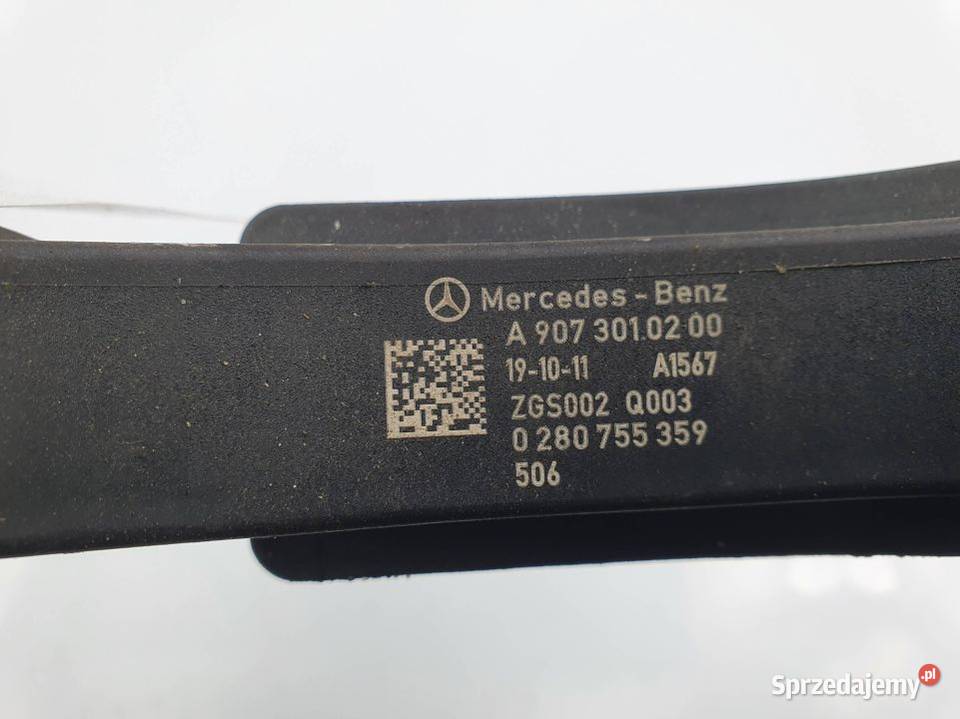 Mercedes-Benz
A 907 301 02 00
19-10-11 A1567
ZGS002 Q003
0 280 755 359
506
Sprzedajemy.pl